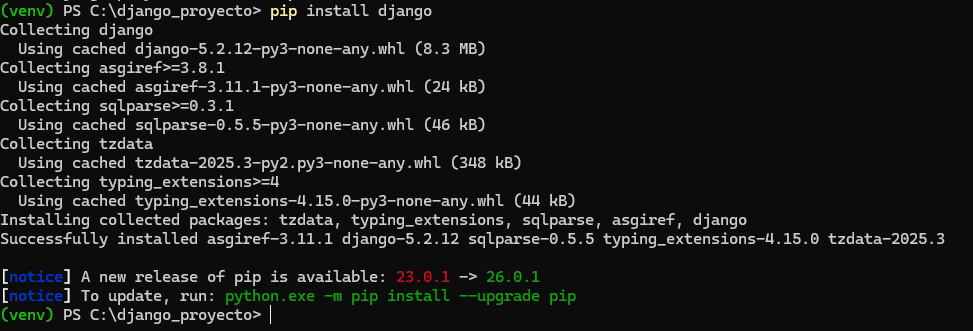 (venv) PS C:\django_proyecto> pip install django
Collecting django
  Using cached django-5.2.12-py3-none-any.whl (8.3 MB)
Collecting asgiref>=3.8.1
  Using cached asgiref-3.11.1-py3-none-any.whl (24 kB)
Collecting sqlparse>=0.3.1
  Using cached sqlparse-0.5.5-py3-none-any.whl (46 kB)
Collecting tzdata
  Using cached tzdata-2025.3-py2.py3-none-any.whl (348 kB)
Collecting typing_extensions>=4
  Using cached typing_extensions-4.15.0-py3-none-any.whl (44 kB)
Installing collected packages: tzdata, typing_extensions, sqlparse, asgiref, django
Successfully installed asgiref-3.11.1 django-5.2.12 sqlparse-0.5.5 typing_extensions-4.15.0 tzdata-2025.3

[notice] A new release of pip is available: 23.0.1 -> 26.0.1
[notice] To update, run: python.exe -m pip install --upgrade pip
(venv) PS C:\django_proyecto>